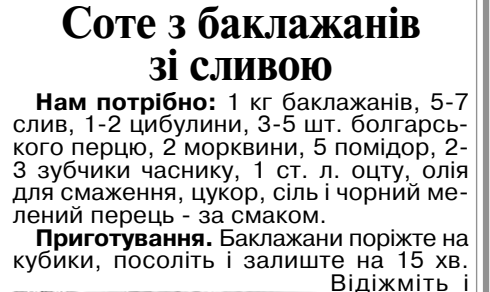 Соте з баклажанів
зі сливою
Нам потрібно: 1 кг баклажанів, 5-7
слив, 1-2 цибулини, 3-5 шт. болгарсь-
кого перцю, 2 морквини, 5 помідор, 2-
3 зубчики часнику, 1 ст. л. оцту, олія
для смаження, цукор, сіль і чорний ме-
лений перець - за смаком.
Приготування. Баклажани поріжте на
кубики, посоліть і залиште на 15 хв.
Відіжміть і